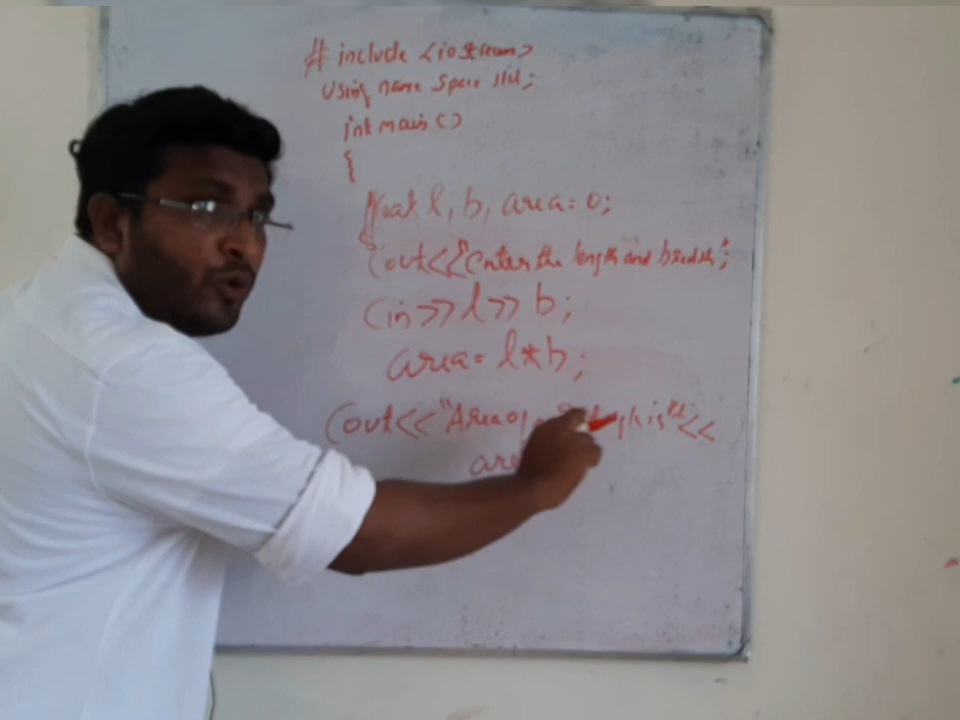 # include <iostream>
using name space std;
int main()
{
float l, b, area=0;
cout<<"Enter the length and breadth";
cin>>l>>b;
area= l*b;
cout<<"Area of is"<<